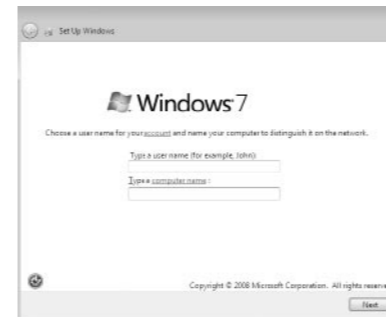 Set Up Windows
Windows 7
Choose a user name for your account and name your computer to distinguish it on the network.
Type a user name (for example, John):
Type a computer name:
Copyright © 2008 Microsoft Corporation. All rights reserve
Next